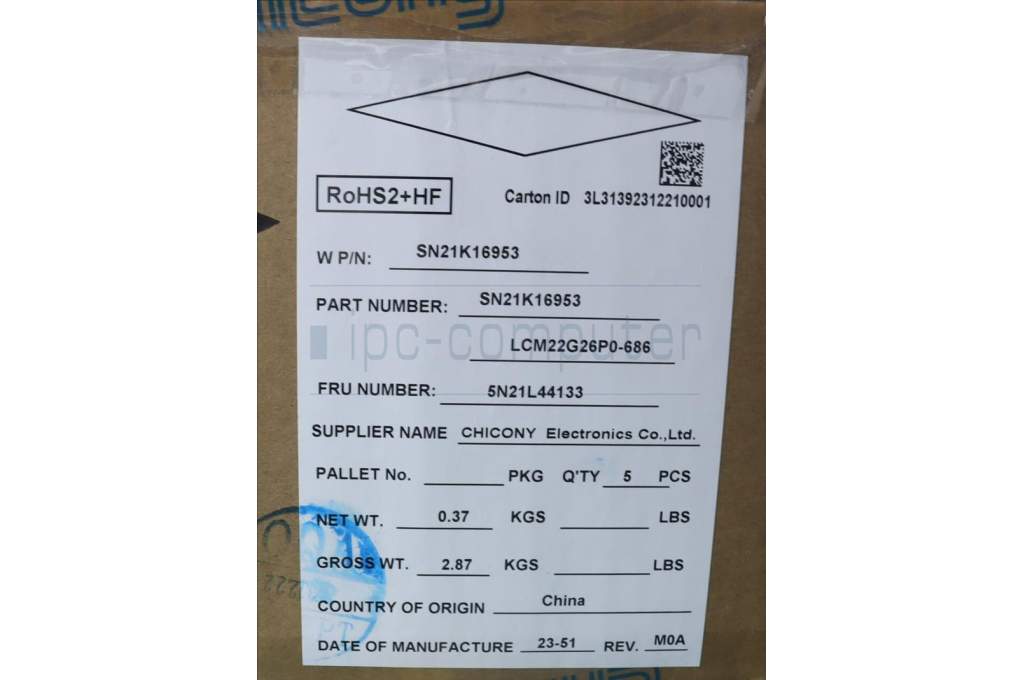 RoHS2+HF
Carton ID 3L31392312210001
W P/N: SN21K16953
PART NUMBER: SN21K16953
ipc-computer
LCM22G26P0-686
FRU NUMBER: 5N21L44133
SUPPLIER NAME CHICONY Electronics Co.,Ltd.
PALLET No. PKG Q'TY 5 PCS
NET WT. 0.37 KGS LBS
GROSS WT. 2.87 KGS LBS
COUNTRY OF ORIGIN China
DATE OF MANUFACTURE 23-51 REV. M0A